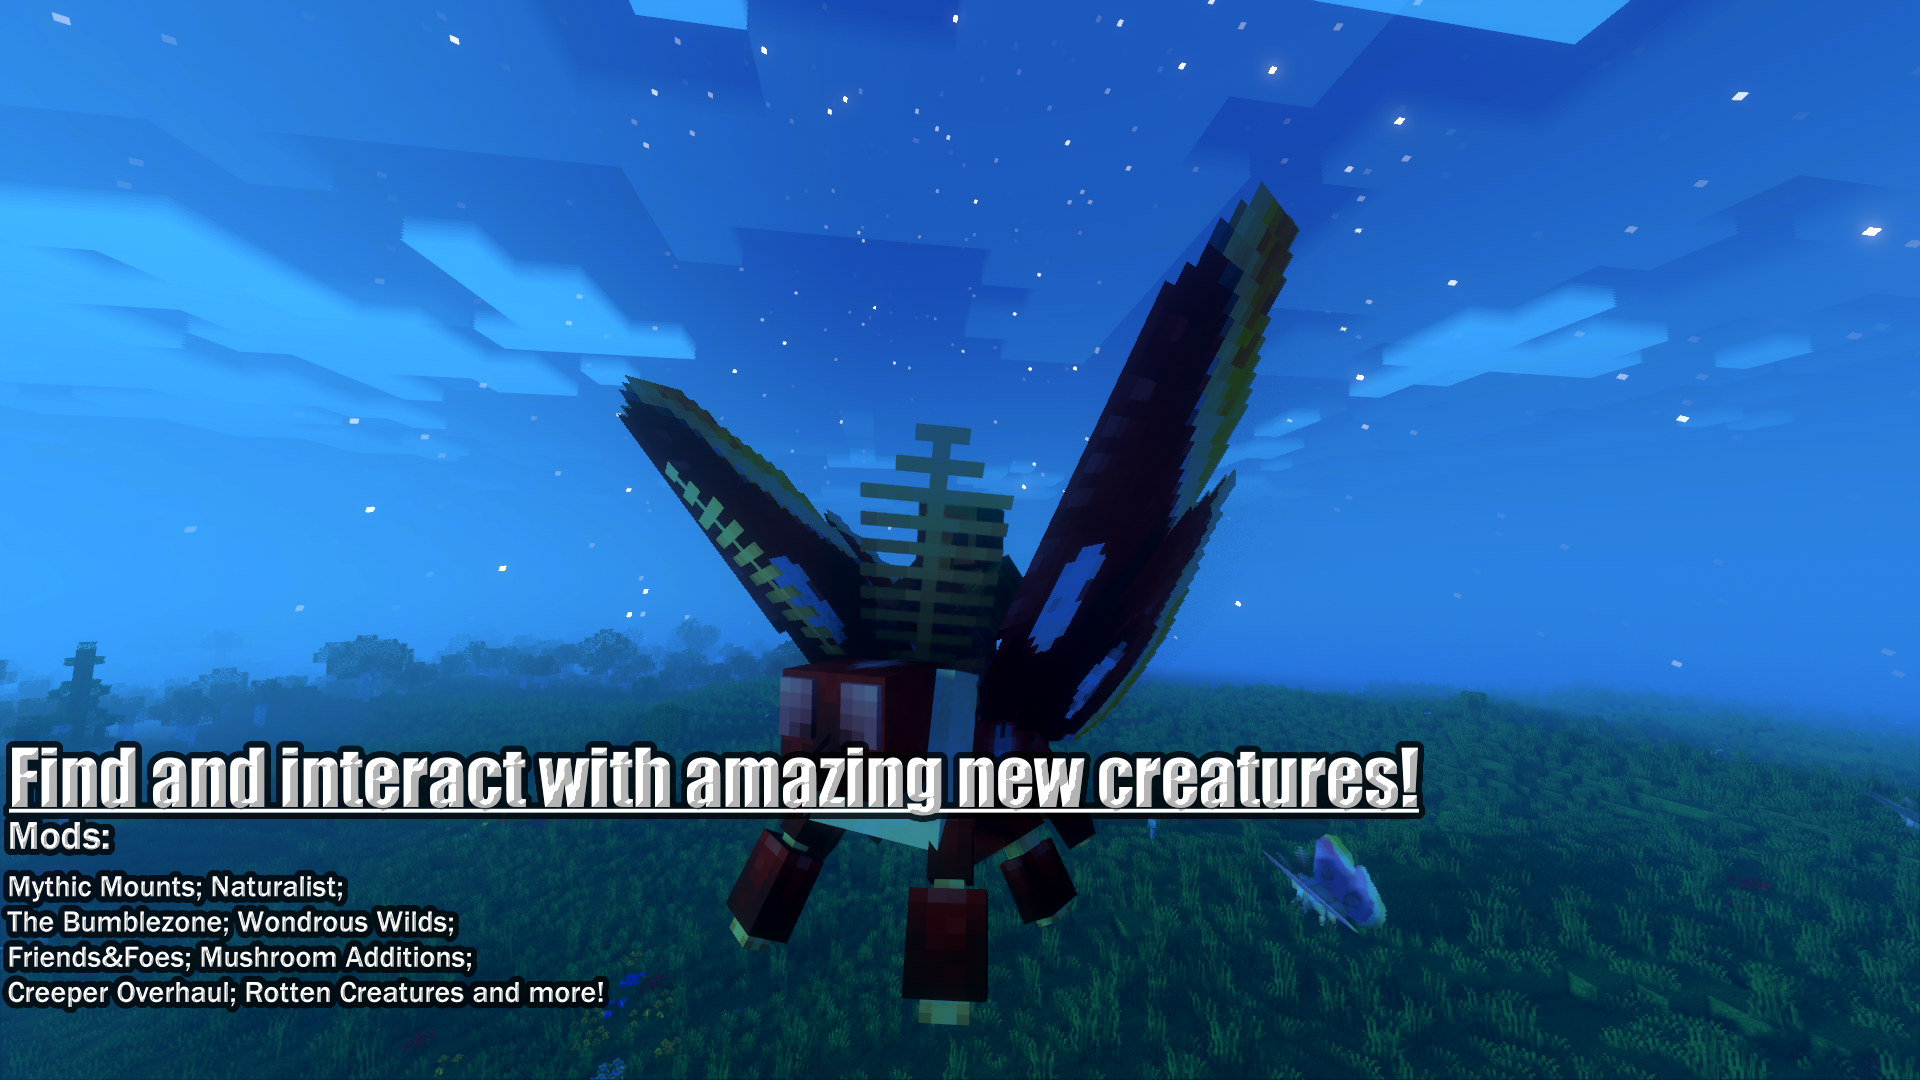 Find and interact with amazing new creatures!
Mods:
Mythic Mounts; Naturalist;
The Bumblezone; Wondrous Wilds;
Friends&Foes; Mushroom Additions;
Creeper Overhaul; Rotten Creatures and more!